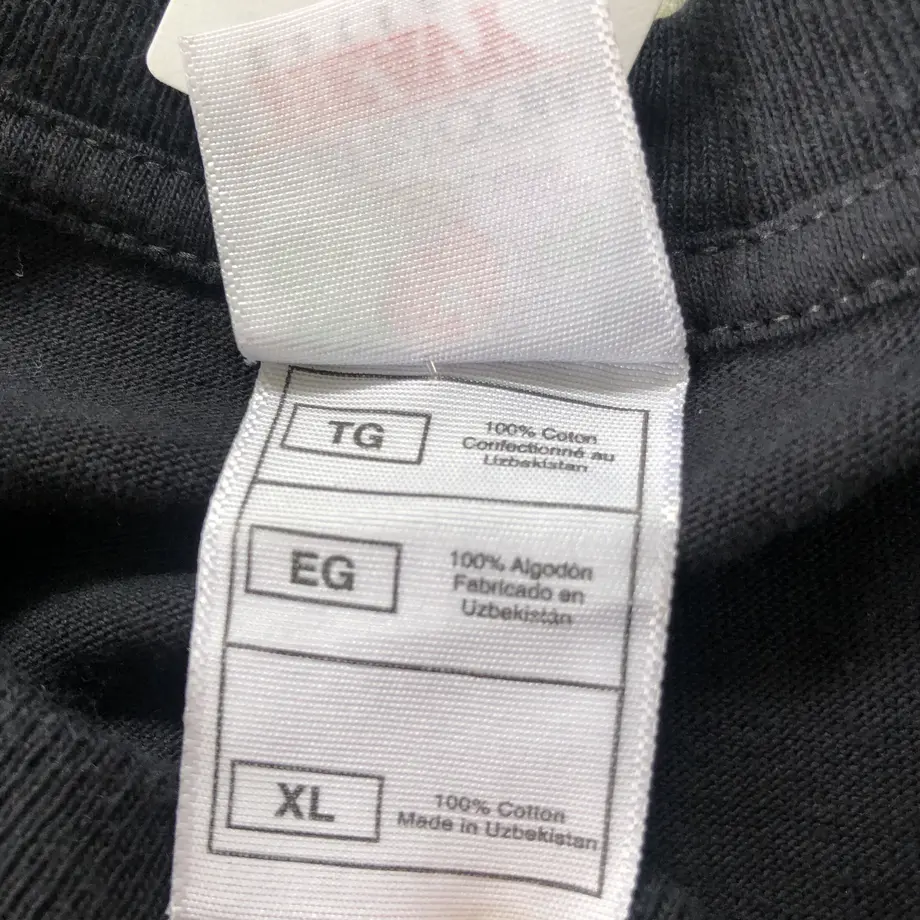 TG
100% Coton
Confectionné au
Uzbekistan
EG
100% Algodón
Fabricado en
Uzbekistán
XL
100% Cotton
Made in Uzbekistan